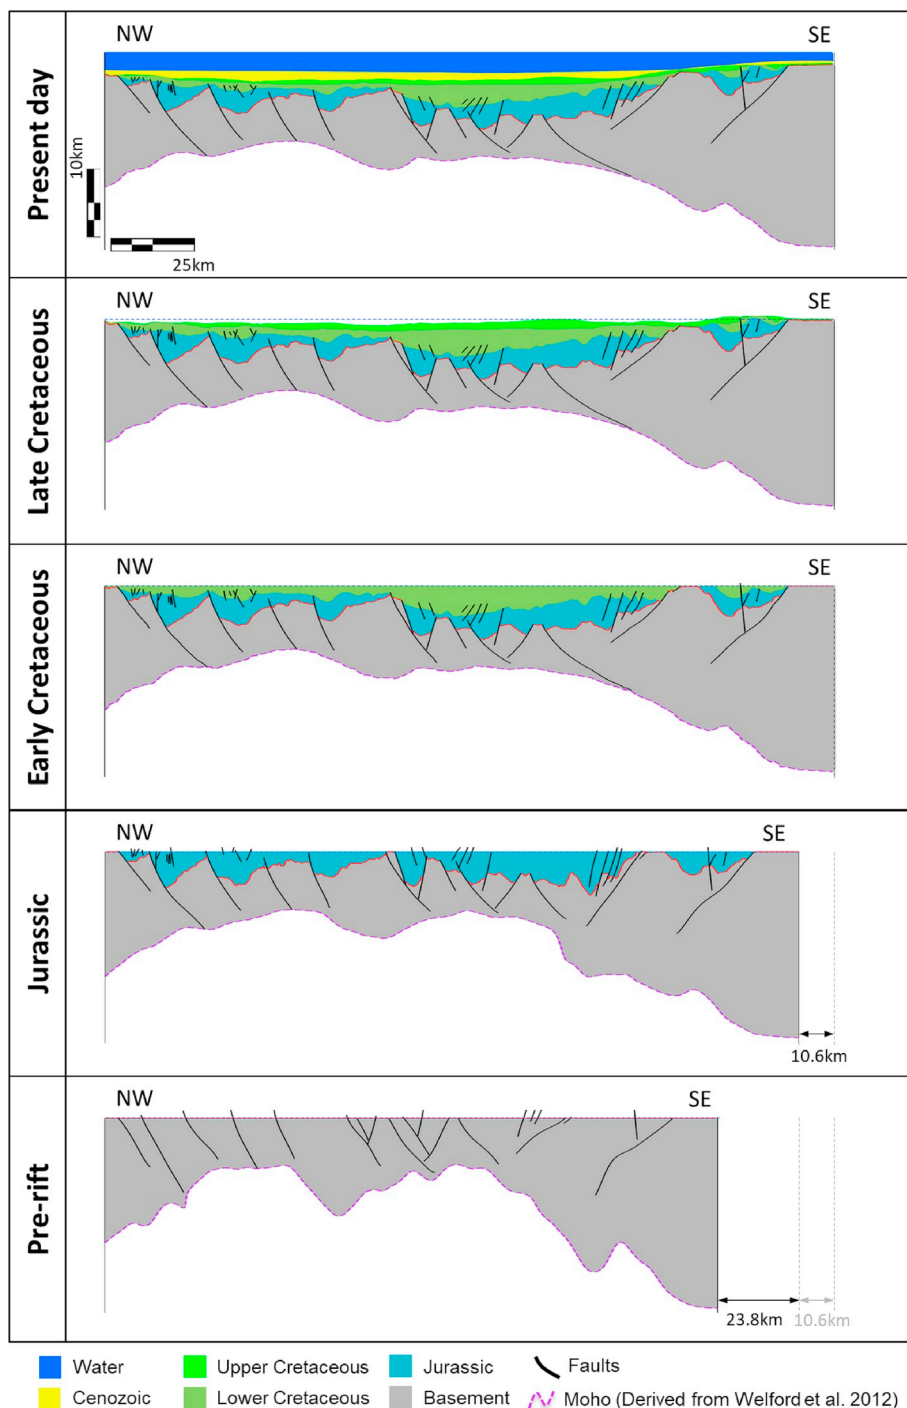 Present day
NW
SE
10km
25km
Late Cretaceous
NW
SE
Early Cretaceous
NW
SE
Jurassic
NW
SE
10.6km
Pre-rift
NW
SE
23.8km
10.6km
Water
Upper Cretaceous
Jurassic
Faults
Cenozoic
Lower Cretaceous
Basement
Moho (Derived from Welford et al. 2012)